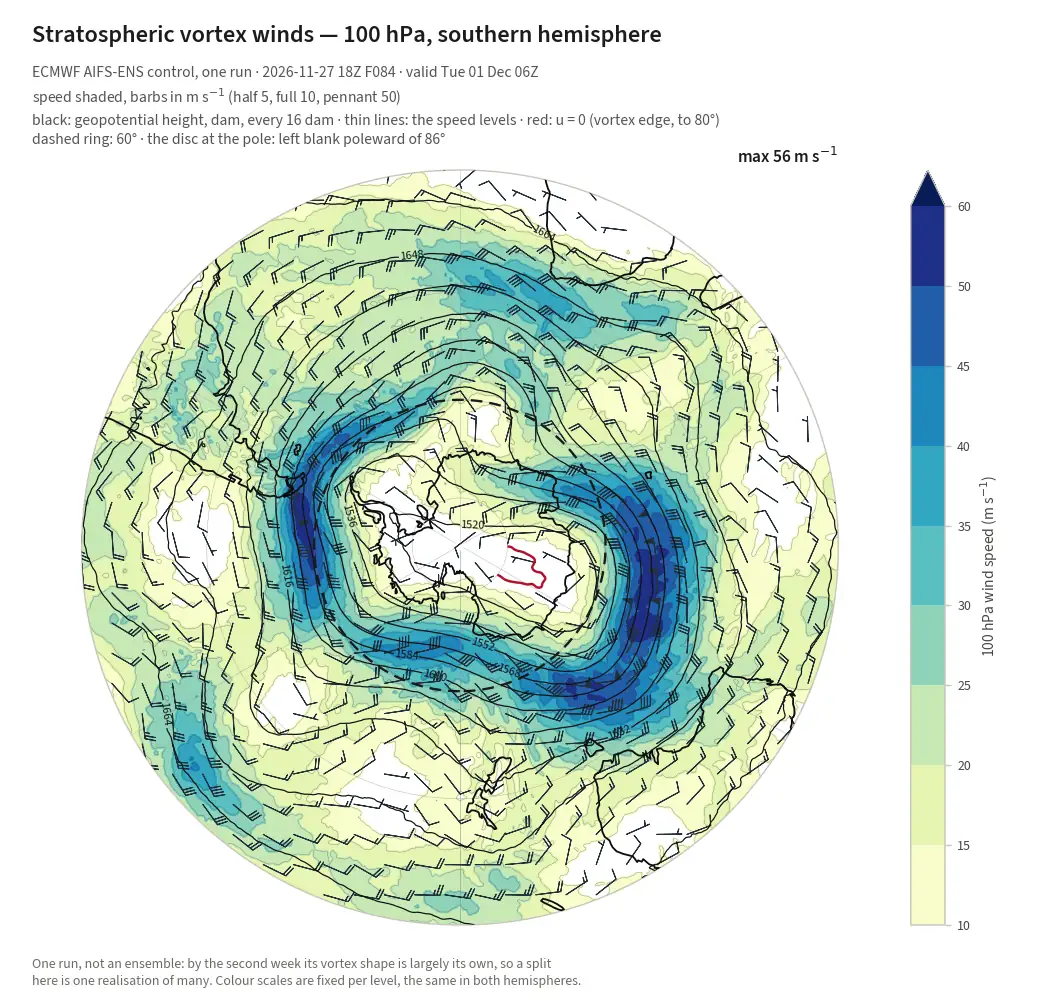 Stratospheric vortex winds — 100 hPa, southern hemisphere
ECMWF AIFS-ENS control, one run · 2026-11-27 18Z F084 · valid Tue 01 Dec 06Z
speed shaded, barbs in m s⁻¹ (half 5, full 10, pennant 50)
black: geopotential height, dam, every 16 dam · thin lines: the speed levels · red: u = 0 (vortex edge, to 80°)
dashed ring: 60° · the disc at the pole: left blank poleward of 86°
max 56 m s⁻¹
60
50
45
40
35
30
25
20
15
10
100 hPa wind speed (m s⁻¹)
1648
1520
1536
1616
1552
1584
1568
1664
One run, not an ensemble: by the second week its vortex shape is largely its own, so a split
here is one realisation of many. Colour scales are fixed per level, the same in both hemispheres.